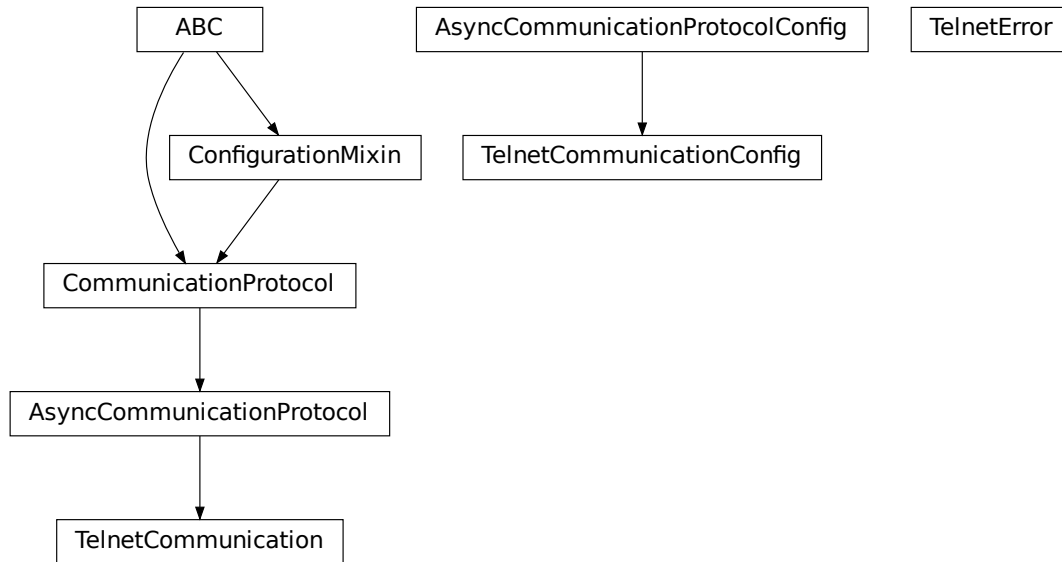 ABC
AsyncCommunicationProtocolConfig
TelnetError
ConfigurationMixin
TelnetCommunicationConfig
CommunicationProtocol
AsyncCommunicationProtocol
TelnetCommunication